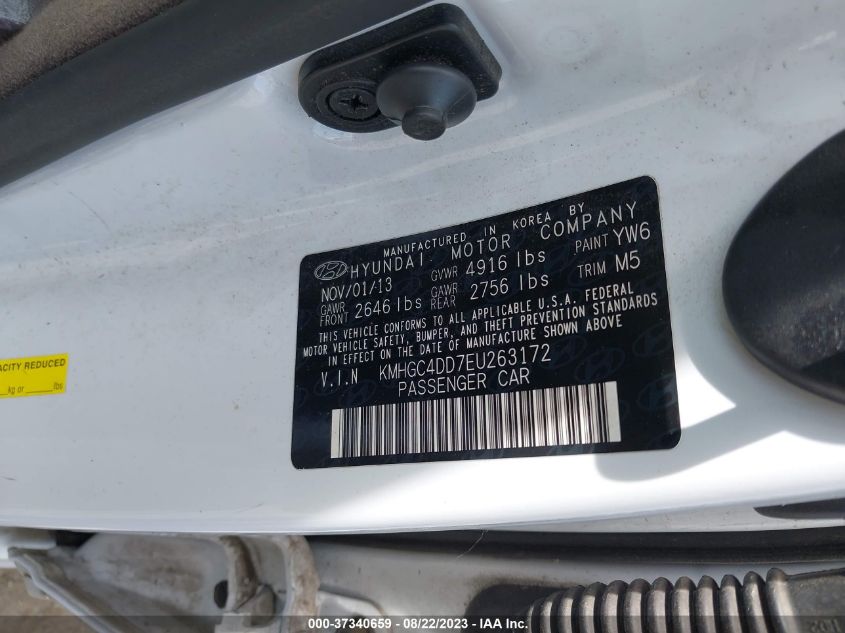 MANUFACTURED IN KOREA BY
HYUNDAI MOTOR COMPANY
NOV/01/13 GVWR 4916 lbs PAINT YW6
GAWR FRONT 2646 lbs GAWR REAR 2756 lbs TRIM M5
THIS VEHICLE CONFORMS TO ALL APPLICABLE U.S.A. FEDERAL
MOTOR VEHICLE SAFETY, BUMPER, AND THEFT PREVENTION STANDARDS
IN EFFECT ON THE DATE OF MANUFACTURE SHOWN ABOVE
V.I.N KMHGC4DD7EU263172
PASSENGER CAR
REDUCED
kg or lbs
000-37340659 - 08/22/2023 - IAA Inc.